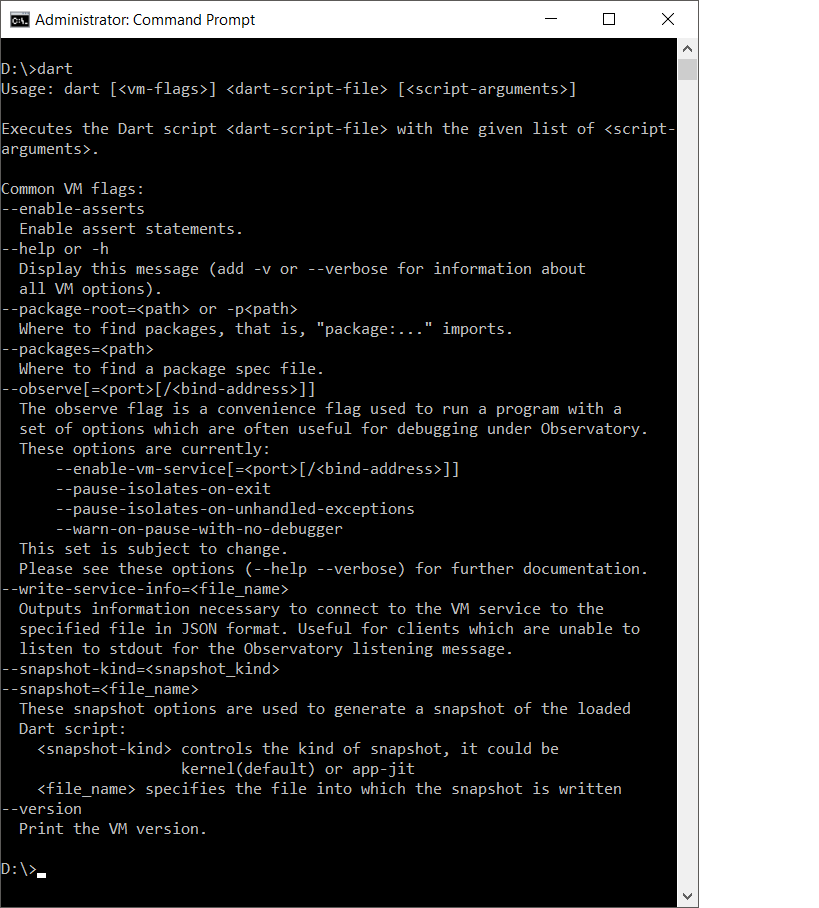 Administrator: Command Prompt
D:\>dart
Usage: dart [<vm-flags>] <dart-script-file> [<script-arguments>]
Executes the Dart script <dart-script-file> with the given list of <script-
arguments>.
Common VM flags:
--enable-asserts
  Enable assert statements.
--help or -h
  Display this message (add -v or --verbose for information about
  all VM options).
--package-root=<path> or -p<path>
  Where to find packages, that is, "package:..." imports.
--packages=<path>
  Where to find a package spec file.
--observe[=<port>[/<bind-address>]]
  The observe flag is a convenience flag used to run a program with a
  set of options which are often useful for debugging under Observatory.
  These options are currently:
      --enable-vm-service[=<port>[/<bind-address>]]
      --pause-isolates-on-exit
      --pause-isolates-on-unhandled-exceptions
      --warn-on-pause-with-no-debugger
  This set is subject to change.
  Please see these options (--help --verbose) for further documentation.
--write-service-info=<file_name>
  Outputs information necessary to connect to the VM service to the
  specified file in JSON format. Useful for clients which are unable to
  listen to stdout for the Observatory listening message.
--snapshot-kind=<snapshot_kind>
--snapshot=<file_name>
  These snapshot options are used to generate a snapshot of the loaded
  Dart script:
    <snapshot-kind> controls the kind of snapshot, it could be
                    kernel(default) or app-jit
    <file_name> specifies the file into which the snapshot is written
--version
  Print the VM version.
D:\>